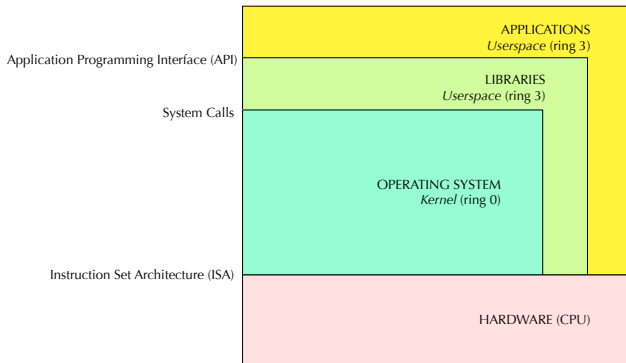 APPLICATIONS
Userspace (ring 3)
Application Programming Interface (API)
LIBRARIES
Userspace (ring 3)
System Calls
OPERATING SYSTEM
Kernel (ring 0)
Instruction Set Architecture (ISA)
HARDWARE (CPU)